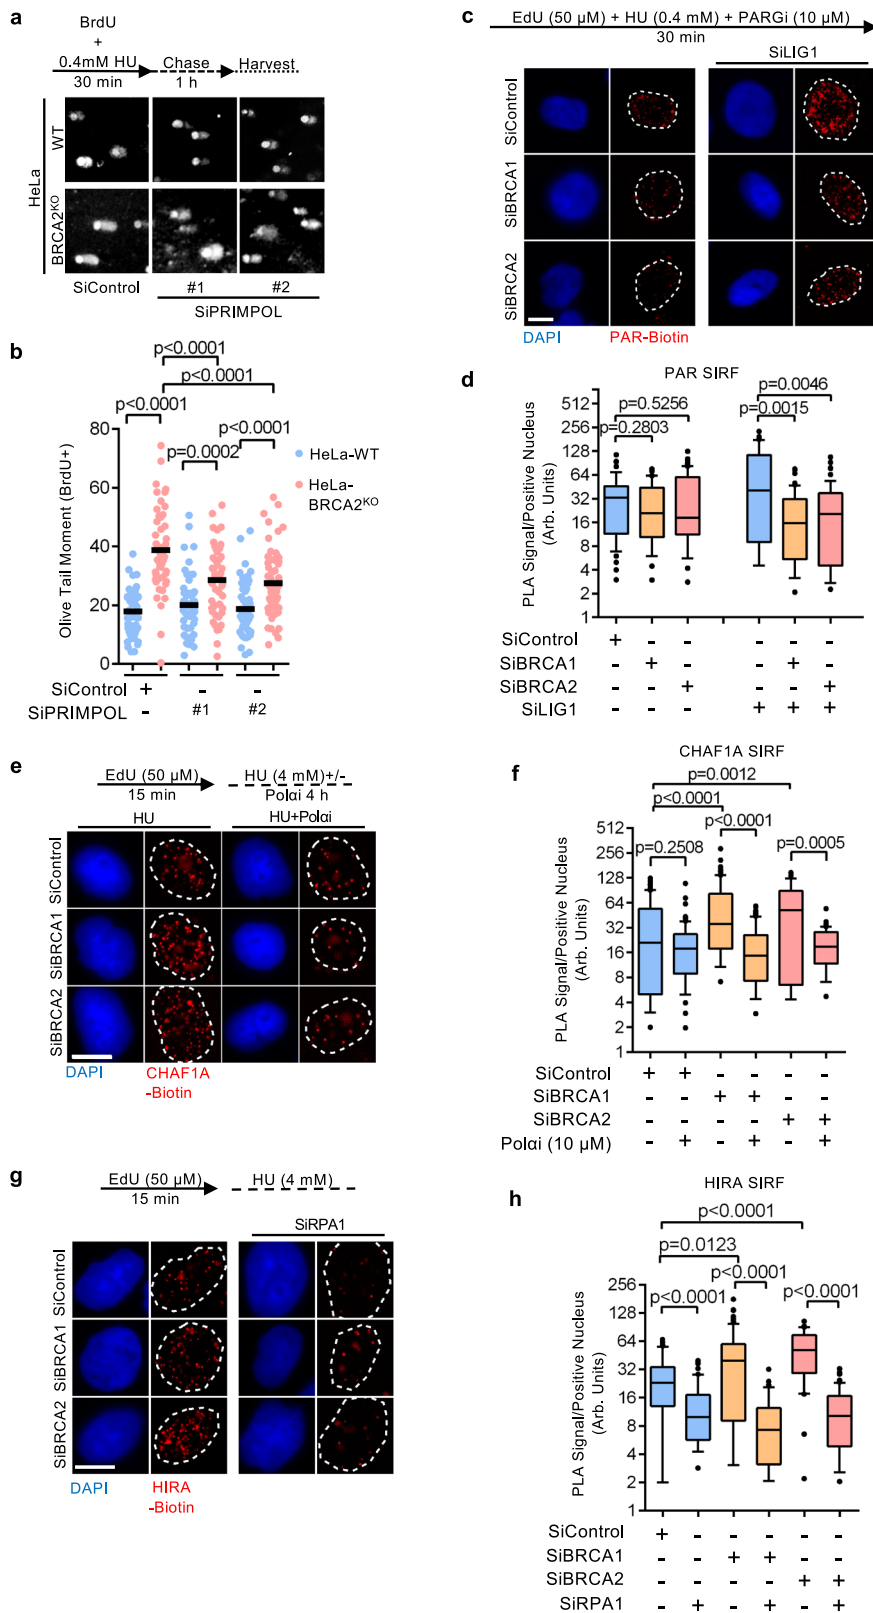 a
BrdU
+
0.4mM HU
Chase
Harvest
30 min
1 h
HeLa
WT
BRCA2KO
SiControl
#1
#2
SiPRIMPOL
b
p<0.0001
p<0.0001
p<0.0001
p=0.0002
p<0.0001
HeLa-WT
HeLa-
BRCA2KO
Olive Tail Moment (BrdU+)
80
60
40
20
0
SiControl + - -
SiPRIMPOL - #1 #2
c
EdU (50 µM) + HU (0.4 mM) + PARGi (10 µM)
30 min
SiLIG1
SiControl
SiBRCA1
SiBRCA2
DAPI
PAR-Biotin
d
PAR SIRF
p=0.5256
p=0.2803
p=0.0046
p=0.0015
PLA Signal/Positive Nucleus
(Arb. Units)
512
256
128
64
32
16
8
4
2
1
SiControl + - - - - -
SiBRCA1 - + - - + -
SiBRCA2 - - + - - +
SiLIG1 - - - + + +
e
EdU (50 µM)
HU (4 mM)+/-
15 min
Polαi 4 h
HU
HU+Polαi
SiControl
SiBRCA1
SiBRCA2
DAPI
CHAF1A
-Biotin
f
CHAF1A SIRF
p=0.0012
p<0.0001
p<0.0001
p=0.2508
p=0.0005
PLA Signal/Positive Nucleus
(Arb. Units)
512
256
128
64
32
16
8
4
2
1
SiControl + + - - - -
SiBRCA1 - - + + - -
SiBRCA2 - - - - + +
Polαi (10 µM) - + - + - +
g
EdU (50 µM)
HU (4 mM)
15 min
SiRPA1
SiControl
SiBRCA1
SiBRCA2
DAPI
HIRA
-Biotin
h
HIRA SIRF
p<0.0001
p=0.0123
p<0.0001
p<0.0001
p<0.0001
PLA Signal/Positive Nucleus
(Arb. Units)
256
128
64
32
16
8
4
2
1
SiControl + - - - - -
SiBRCA1 - - + + - -
SiBRCA2 - - - - + +
SiRPA1 - + - + - +